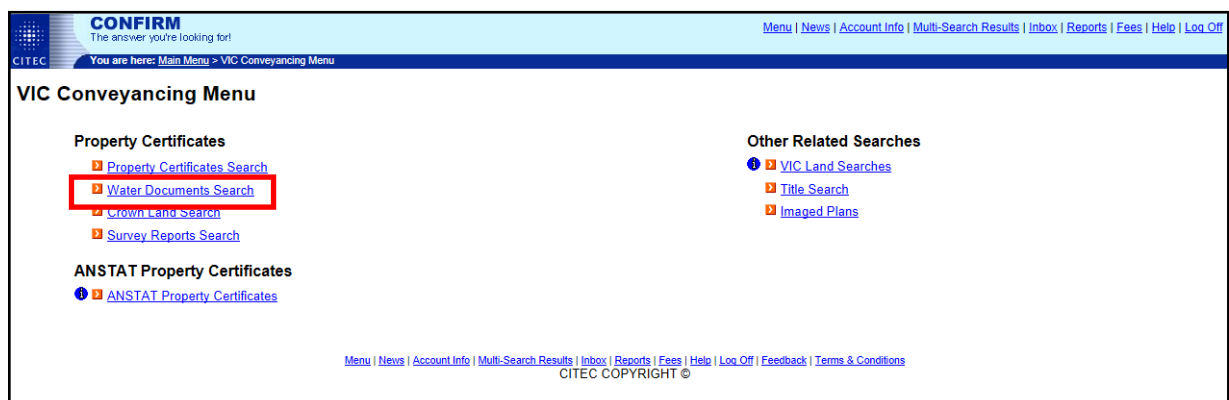 CONFIRM
The answer you're looking for!
Menu | News | Account Info | Multi-Search Results | Inbox | Reports | Fees | Help | Log Off
CITEC
You are here: Main Menu > VIC Conveyancing Menu
VIC Conveyancing Menu
Property Certificates
Property Certificates Search
Water Documents Search
Crown Land Search
Survey Reports Search
ANSTAT Property Certificates
ANSTAT Property Certificates
Other Related Searches
VIC Land Searches
Title Search
Imaged Plans
Menu | News | Account Info | Multi-Search Results | Inbox | Reports | Fees | Help | Log Off | Feedback | Terms & Conditions
CITEC COPYRIGHT ©